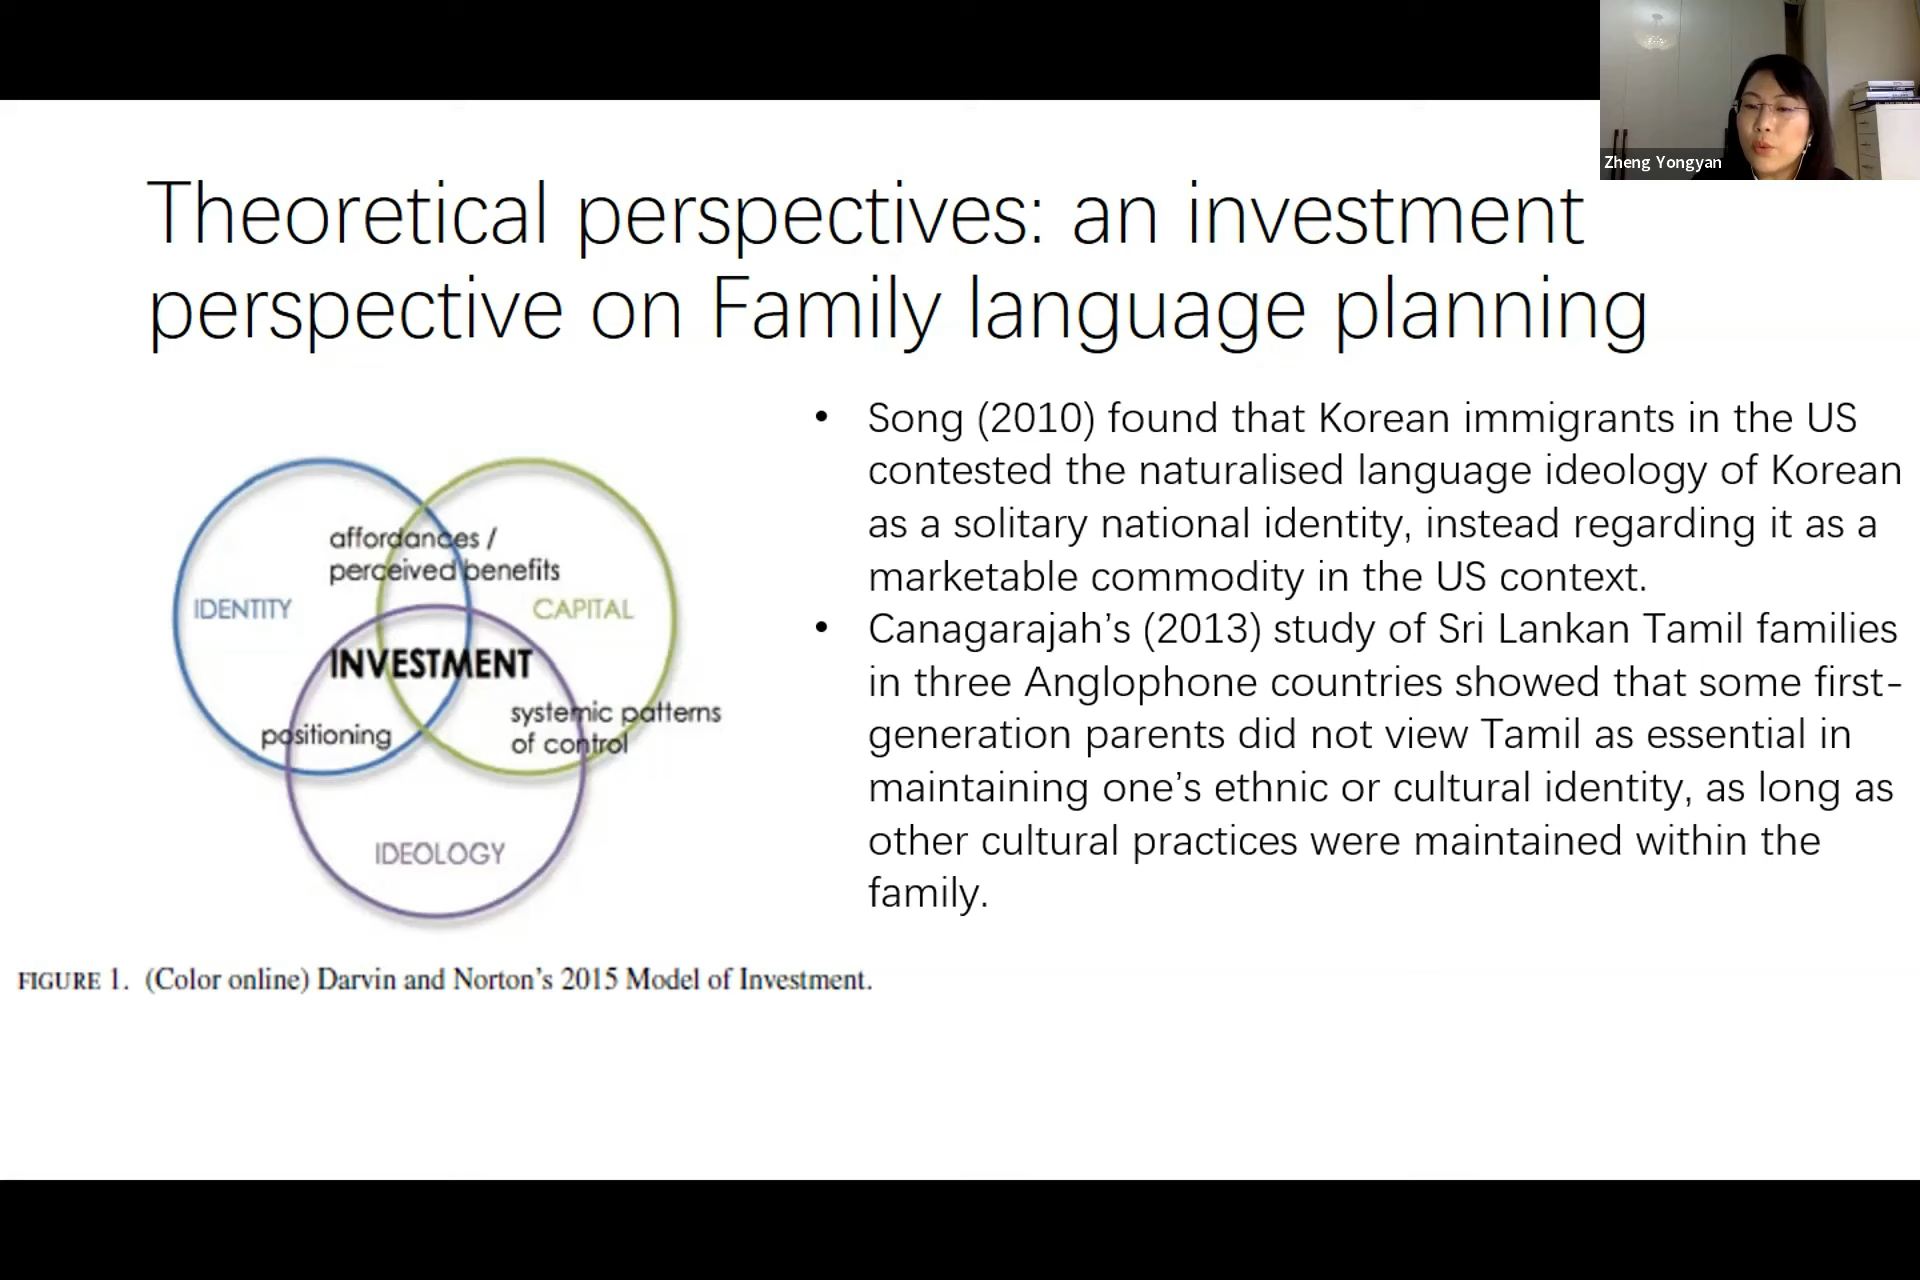 Zheng Yongyan
Theoretical perspectives: an investment
perspective on Family language planning
affordances /
perceived benefits
IDENTITY
CAPITAL
INVESTMENT
positioning
systemic patterns
of control
IDEOLOGY
FIGURE 1. (Color online) Darvin and Norton's 2015 Model of Investment.
• Song (2010) found that Korean immigrants in the US
contested the naturalised language ideology of Korean
as a solitary national identity, instead regarding it as a
marketable commodity in the US context.
• Canagarajah’s (2013) study of Sri Lankan Tamil families
in three Anglophone countries showed that some first-
generation parents did not view Tamil as essential in
maintaining one’s ethnic or cultural identity, as long as
other cultural practices were maintained within the
family.